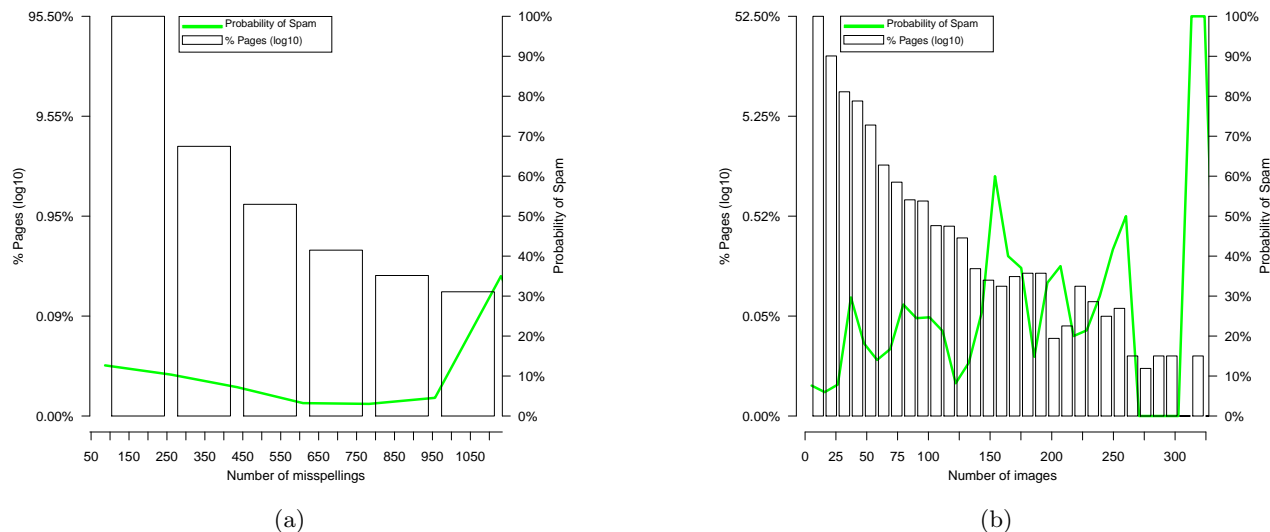 95.50%
9.55%
0.95%
0.09%
0.00%
% Pages (log10)
Probability of Spam
% Pages (log10)
100%
90%
80%
70%
60%
50%
40%
30%
20%
10%
0%
Probability of Spam
50 150 250 350 450 550 650 750 850 950 1050
Number of misspellings
(a)
52.50%
5.25%
0.52%
0.05%
0.00%
% Pages (log10)
Probability of Spam
% Pages (log10)
100%
90%
80%
70%
60%
50%
40%
30%
20%
10%
0%
Probability of Spam
0 25 50 75 100 150 200 250 300
Number of images
(b)